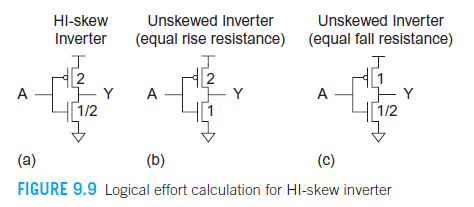 HI-skew Inverter
Unskewed Inverter (equal rise resistance)
Unskewed Inverter (equal fall resistance)
A
2
1/2
Y
A
2
1
Y
A
1
1/2
Y
(a)
(b)
(c)
FIGURE 9.9 Logical effort calculation for HI-skew inverter